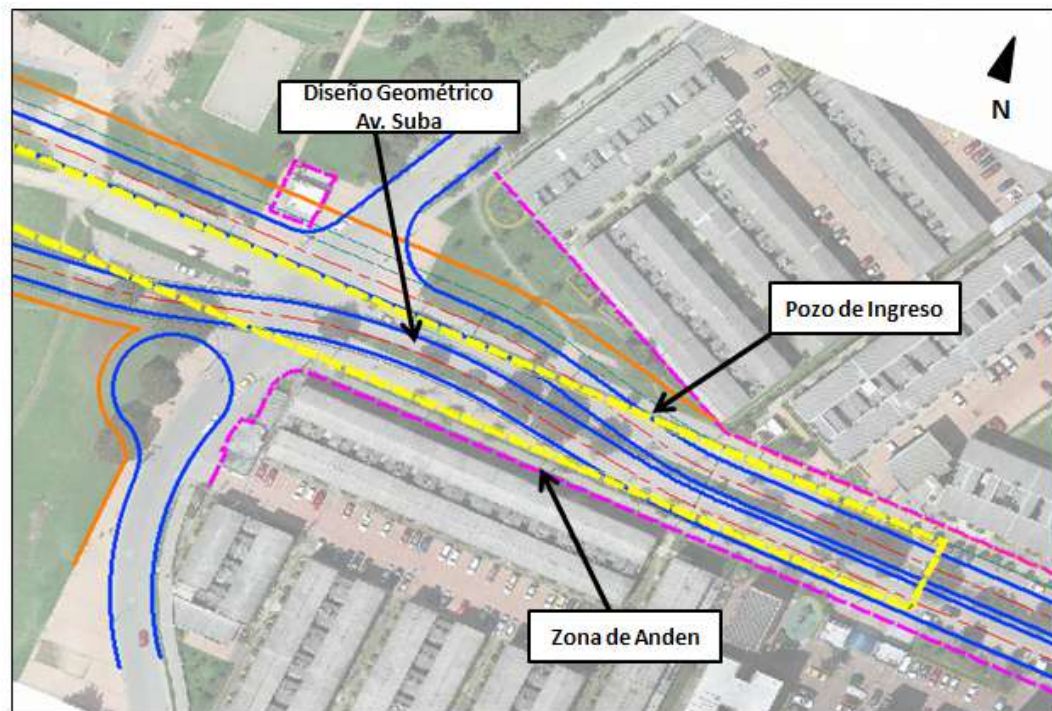 Diseño Geométrico
Av. Suba
N
Pozo de Ingreso
Zona de Anden